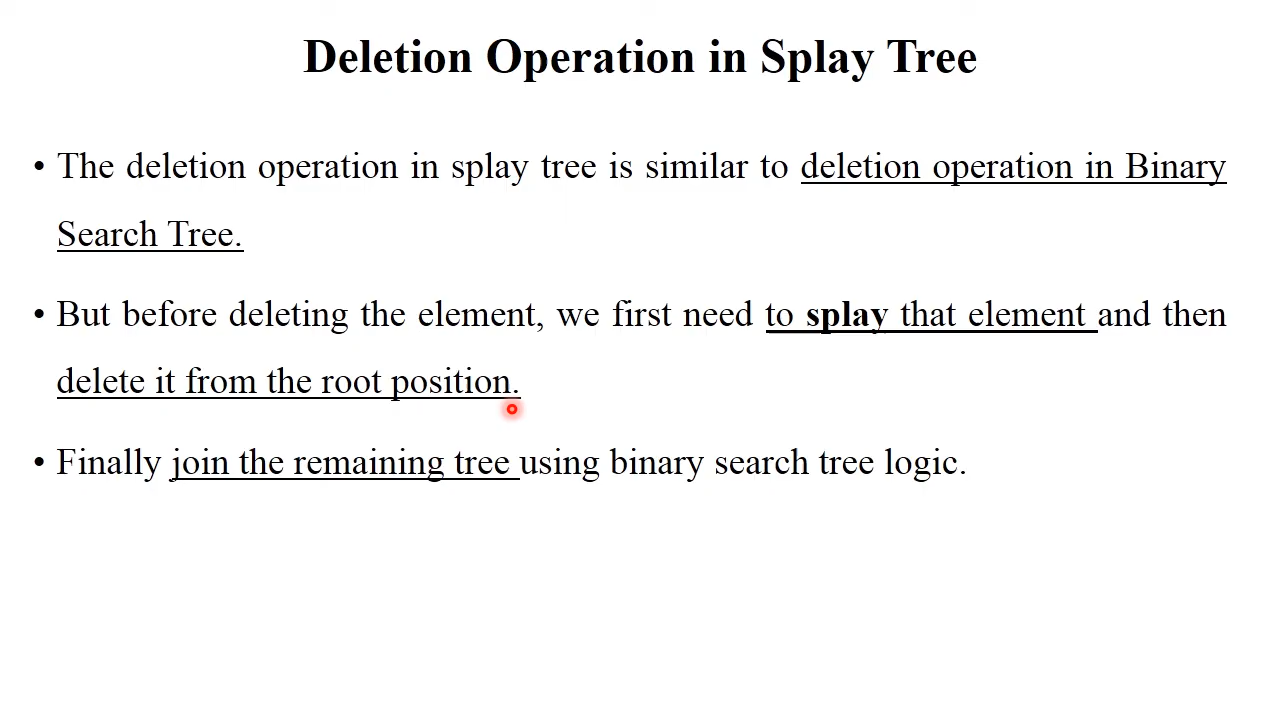 Deletion Operation in Splay Tree
• The deletion operation in splay tree is similar to deletion operation in Binary
Search Tree.
• But before deleting the element, we first need to splay that element and then
delete it from the root position.
• Finally join the remaining tree using binary search tree logic.